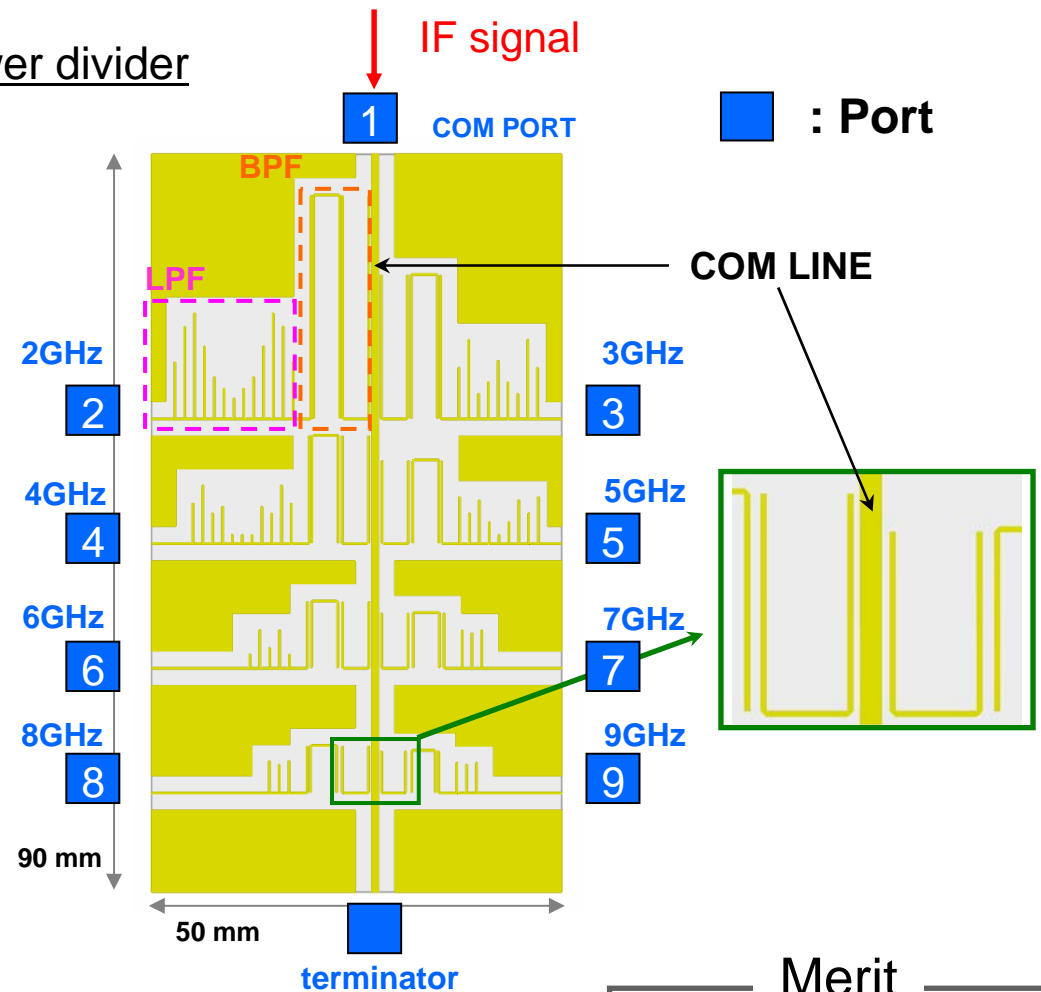 divider
IF signal
1
COM PORT
: Port
BPF
COM LINE
LPF
2GHz
3GHz
2
3
4GHz
5GHz
4
5
6GHz
7GHz
6
7
8GHz
9GHz
8
9
90 mm
50 mm
terminator
Merit